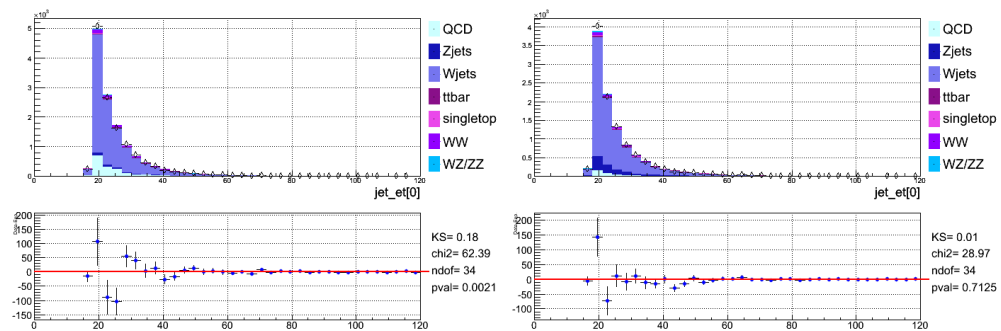 ×10³
5
4
3
2
1
0
0 20 40 60 80 100 120
jet_et[0]
QCD
Zjets
Wjets
ttbar
singletop
WW
WZ/ZZ
200
150
100
50
0
-50
-100
-150
0 20 40 60 80 100 120
KS= 0.18
chi2= 62.39
ndof= 34
pval= 0.0021
×10³
4
3.5
3
2.5
2
1.5
1
0.5
0
0 20 40 60 80 100 120
jet_et[0]
QCD
Zjets
Wjets
ttbar
singletop
WW
WZ/ZZ
200
150
100
50
0
-50
-100
0 20 40 60 80 100 120
KS= 0.01
chi2= 28.97
ndof= 34
pval= 0.7125